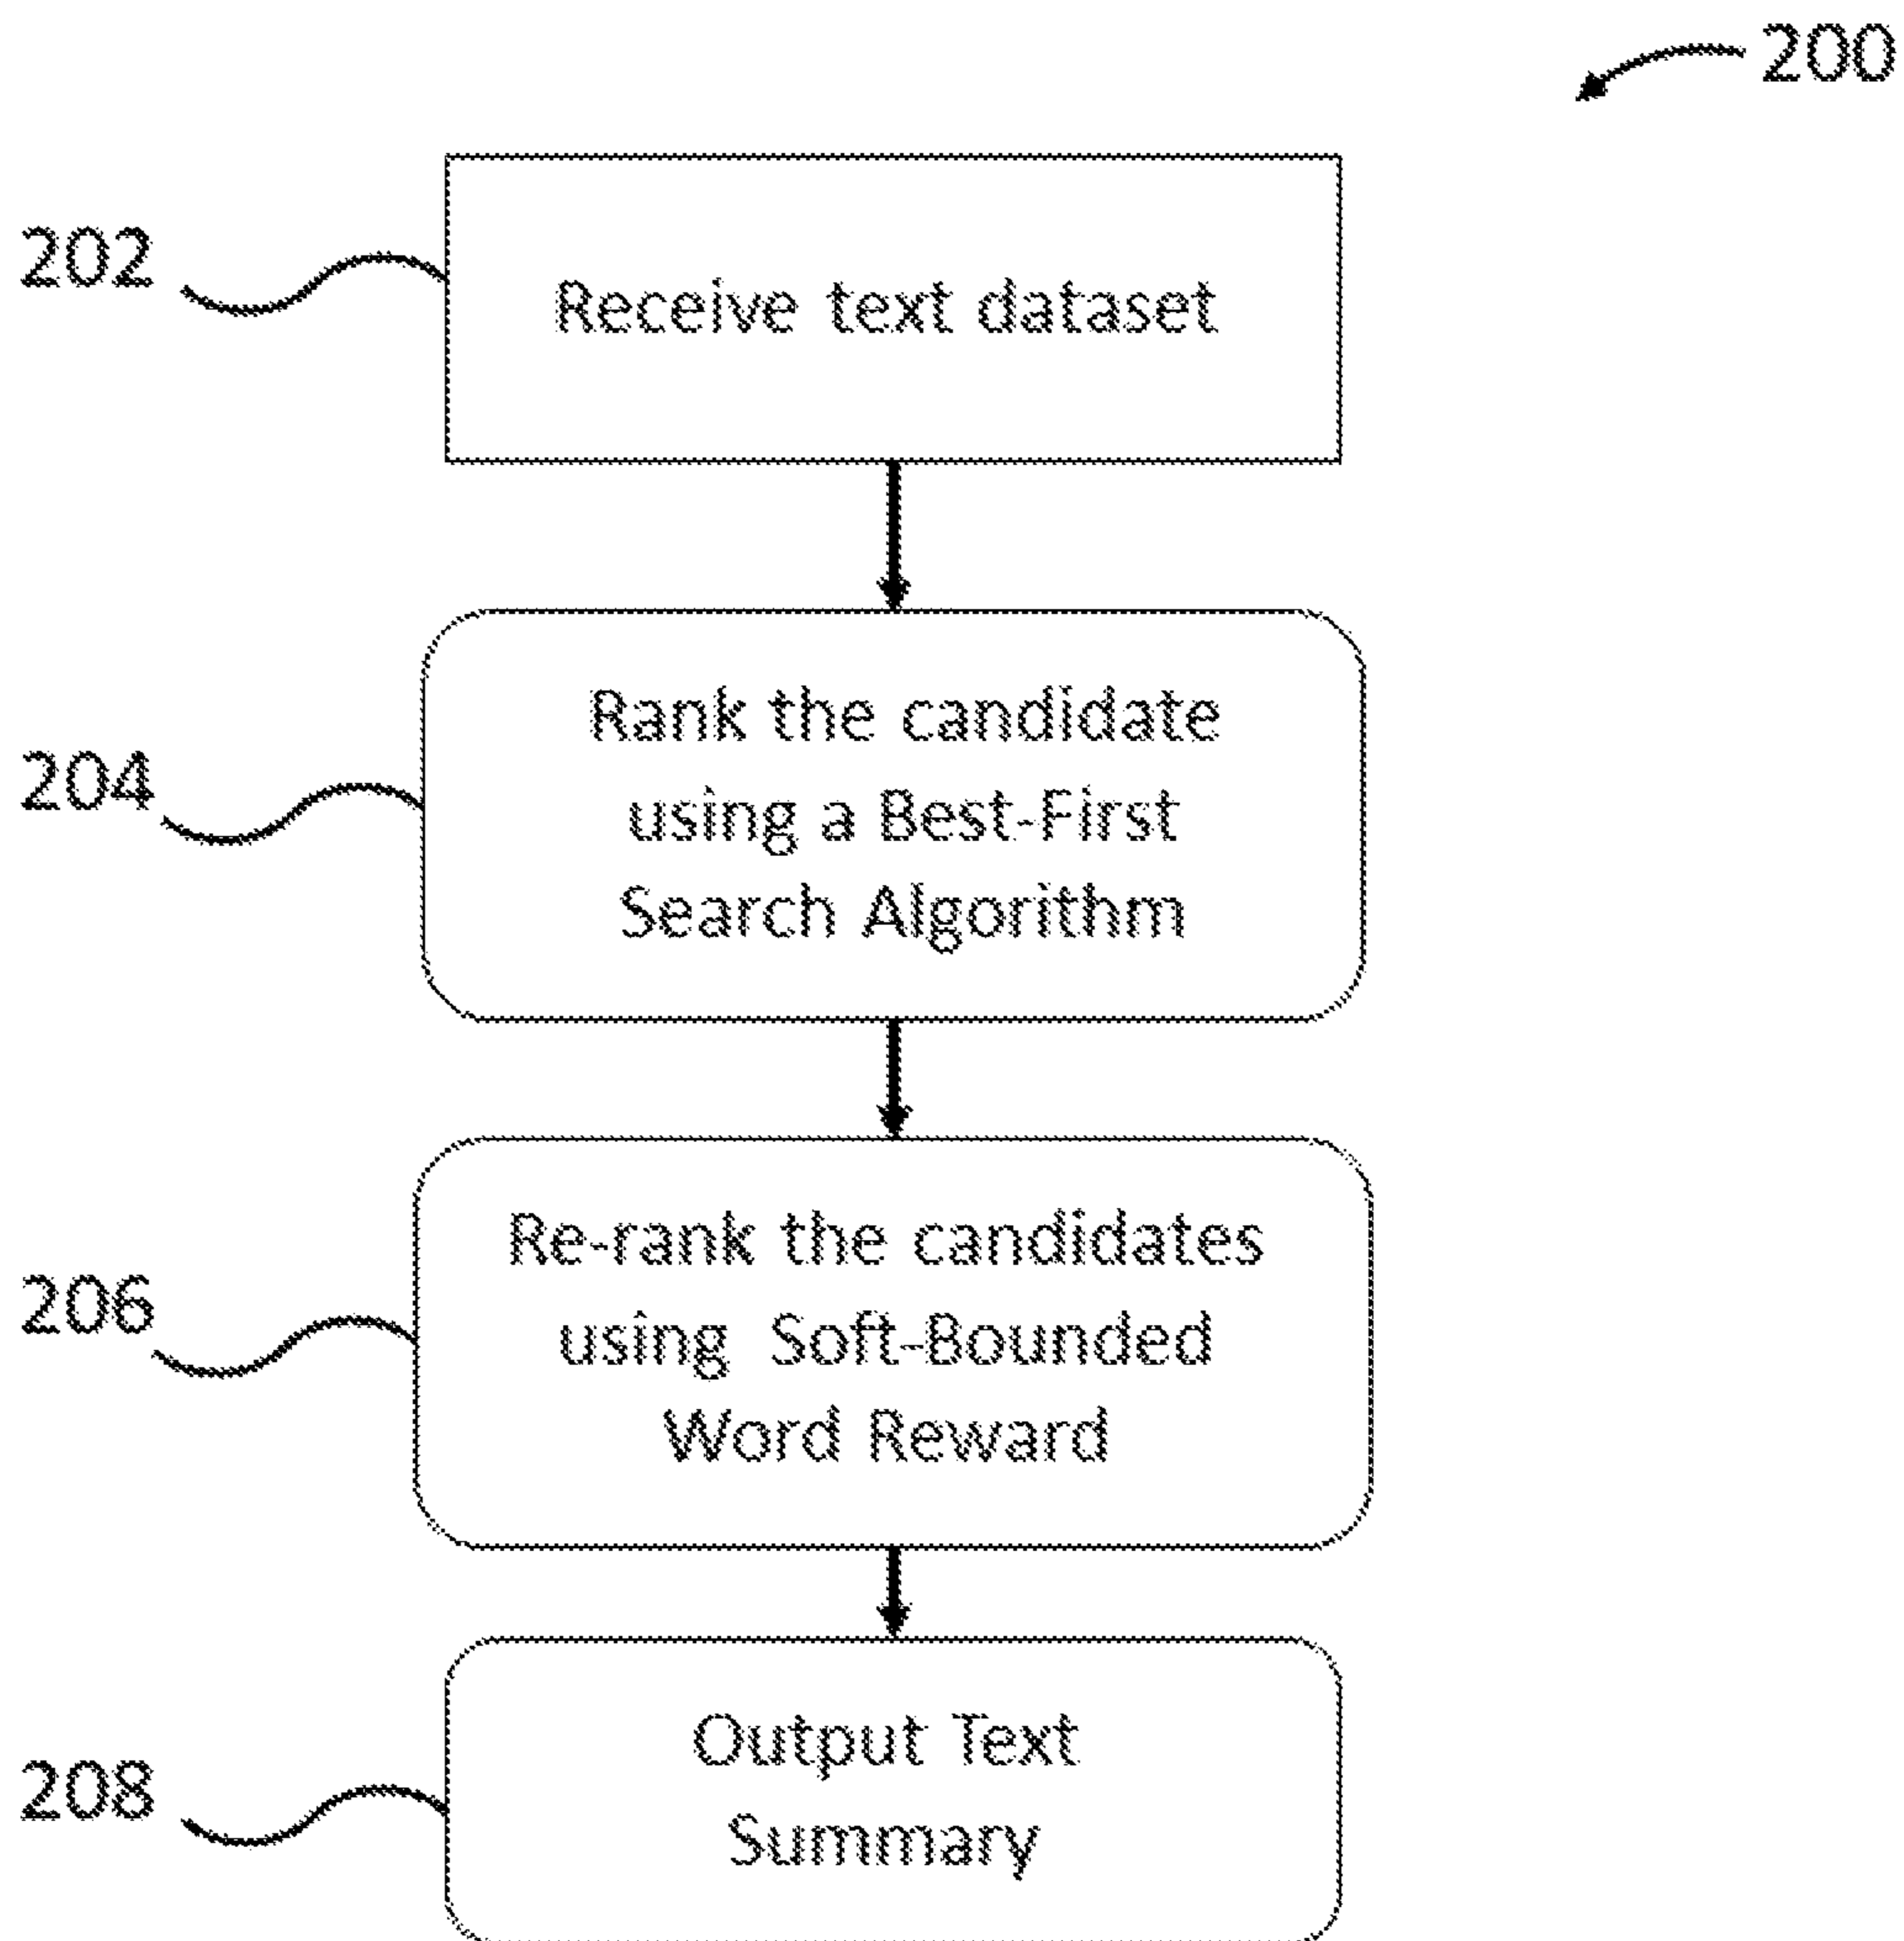 200
202
Receive text dataset
204
Rank the candidate
using a Best-First
Search Algorithm
206
Re-rank the candidates
using Soft-Bounded
Word Reward
208
Output Text
Summary